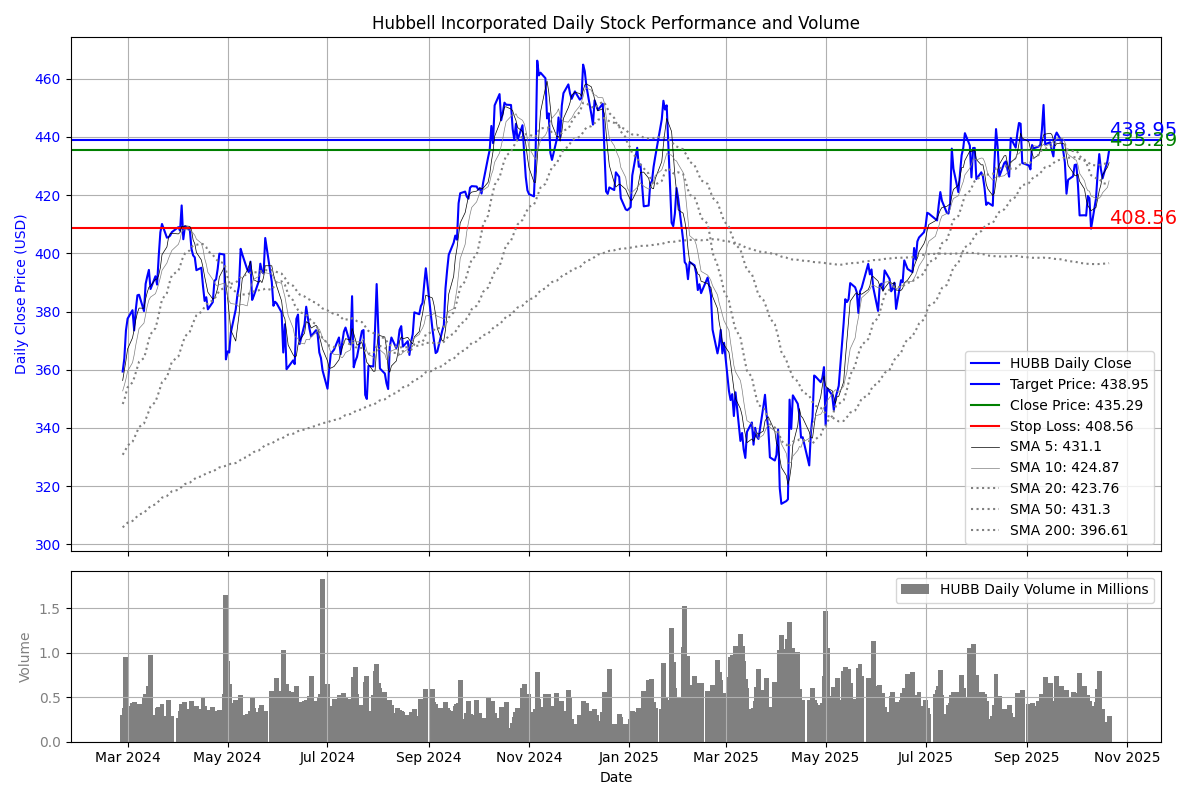 Hubbell Incorporated Daily Stock Performance and Volume
Daily Close Price (USD)
460
440
420
400
380
360
340
320
300
438.95
435.29
408.56
HUBB Daily Close
Target Price: 438.95
Close Price: 435.29
Stop Loss: 408.56
SMA 5: 431.1
SMA 10: 424.87
SMA 20: 423.76
SMA 50: 431.3
SMA 200: 396.61
Volume
1.5
1.0
0.5
0.0
HUBB Daily Volume in Millions
Mar 2024 May 2024 Jul 2024 Sep 2024 Nov 2024 Jan 2025 Mar 2025 May 2025 Jul 2025 Sep 2025 Nov 2025
Date